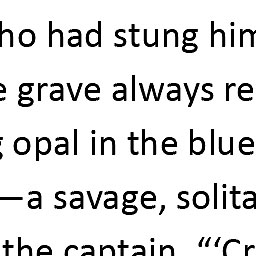 ho had stung him
e grave always re
g opal in the blue
—a savage, solita
the captain. “‘Cr